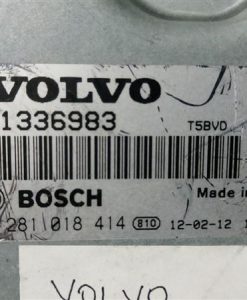 VOLVO
1336983
T5BVD
BOSCH
Made in
281 018 414 810 12-02-12
VOLVO